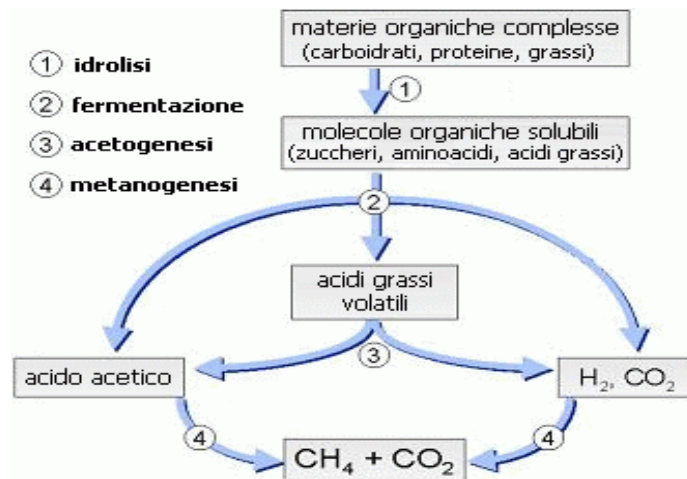 materie organiche complesse
(carboidrati, proteine, grassi)
1 idrolisi
1
2 fermentazione
molecole organiche solubili
3 acetogenesi
(zuccheri, aminoacidi, acidi grassi)
4 metanogenesi
2
acidi grassi
volatili
3
acido acetico
H2, CO2
4
4
CH4 + CO2